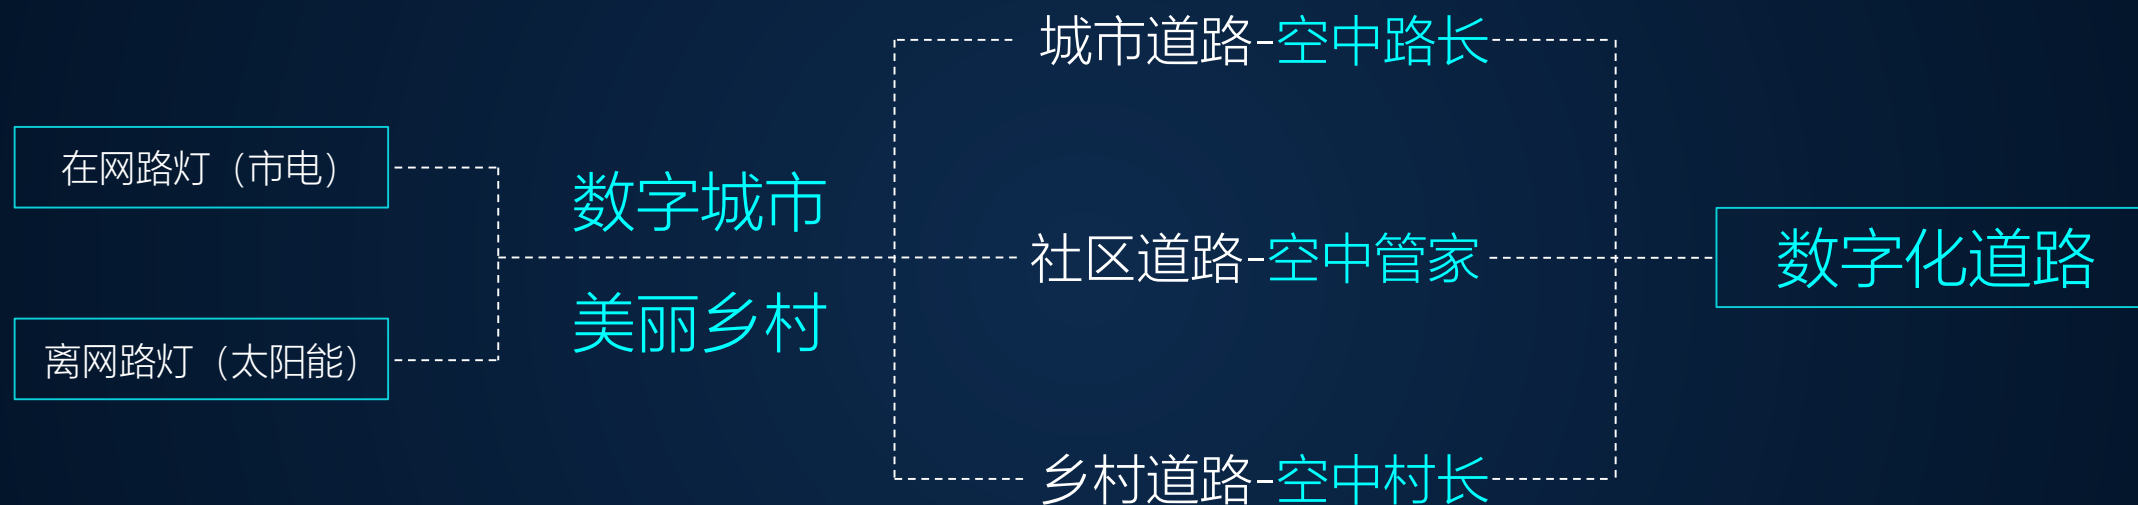 在网路灯（市电）
离网路灯（太阳能）
数字城市
美丽乡村
城市道路-空中路长
社区道路-空中管家
乡村道路-空中村长
数字化道路